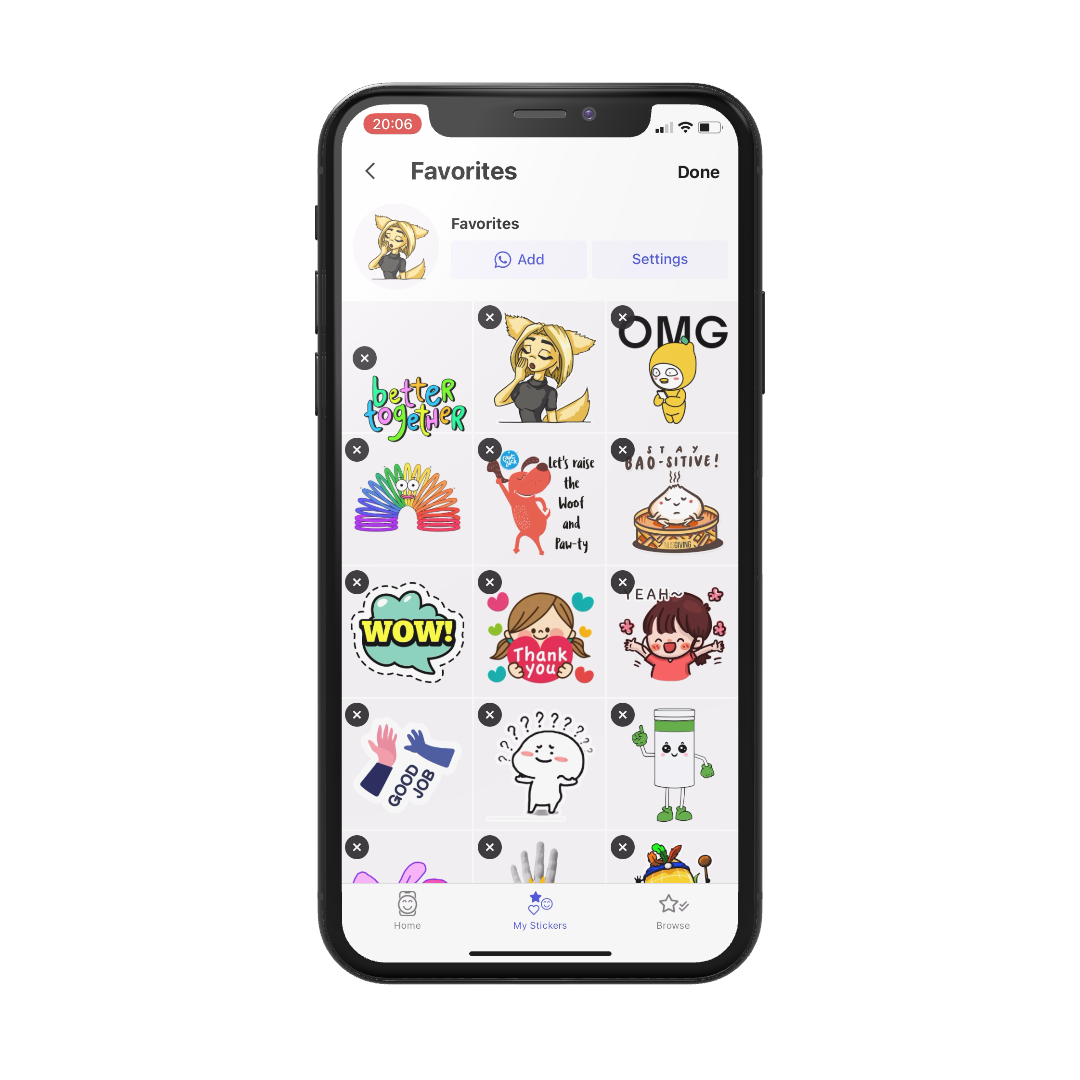 20:06
Favorites
Done
Favorites
Add
Settings
better
together
OMG
Let's raise
the
Woof
and
Paw-ty
STAY
BAO-SITIVE!
WOW!
Thank
you
YEAH~
GOOD
JOB
? ? ? ? ? ? ? ? ? ?
Home
My Stickers
Browse